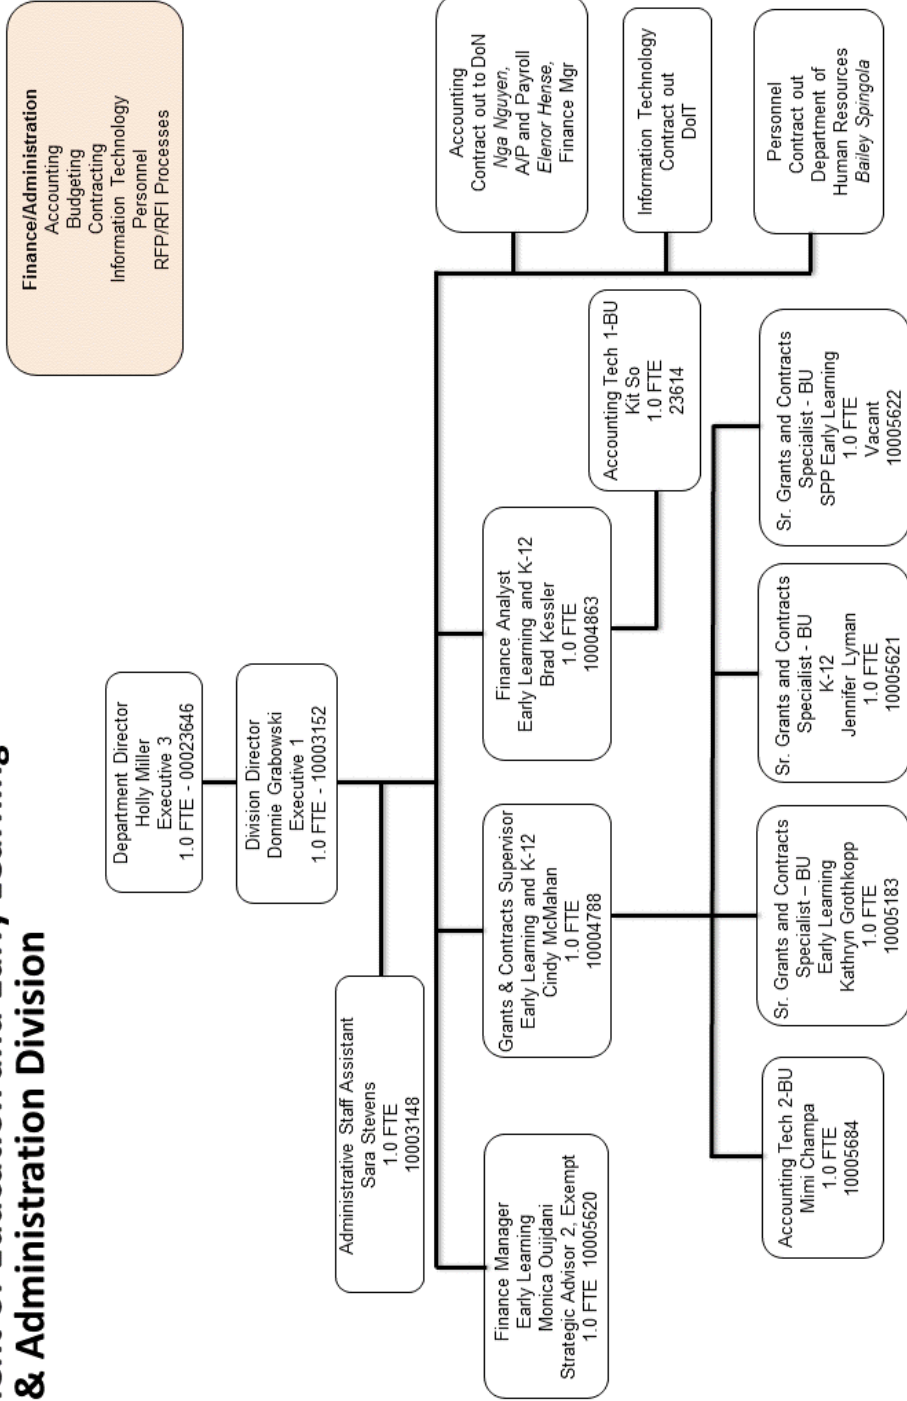 & Administration Division
Finance/Administration
Accounting
Budgeting
Contracting
Information Technology
Personnel
RFP/RFI Processes
Department Director
Holly Miller
Executive 3
1.0 FTE - 00023646
Division Director
Donnie Grabowski
Executive 1
1.0 FTE - 10003152
Administrative Staff Assistant
Sara Stevens
1.0 FTE
10003148
Finance Manager
Early Learning
Monica Ouijdani
Strategic Advisor 2, Exempt
1.0 FTE 10005620
Grants & Contracts Supervisor
Early Learning and K-12
Cindy McMahan
1.0 FTE
10004788
Finance Analyst
Early Learning and K-12
Brad Kessler
1.0 FTE
10004863
Accounting
Contract out to DoN
Nga Nguyen,
A/P and Payroll
Elenor Hense,
Finance Mgr
Information Technology
Contract out
DoIT
Personnel
Contract out
Department of
Human Resources
Bailey Spingola
Accounting Tech 1-BU
Kit So
1.0 FTE
23614
Accounting Tech 2-BU
Mimi Champa
1.0 FTE
10005684
Sr. Grants and Contracts
Specialist – BU
Early Learning
Kathryn Grothkopp
1.0 FTE
10005183
Sr. Grants and Contracts
Specialist - BU
K-12
Jennifer Lyman
1.0 FTE
10005621
Sr. Grants and Contracts
Specialist - BU
SPP Early Learning
1.0 FTE
Vacant
10005622